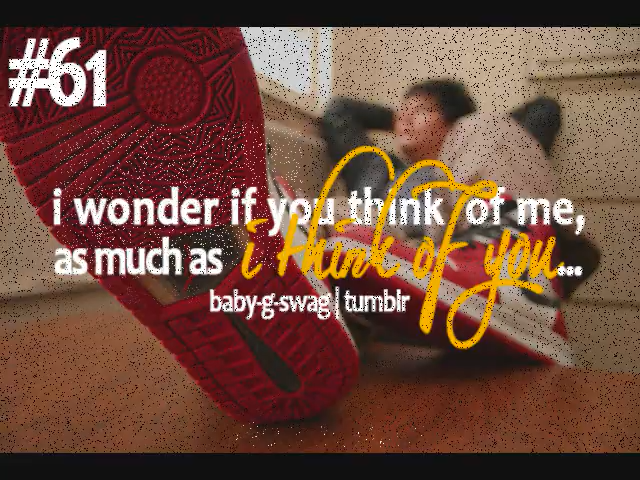 #61
i wonder if you think of me,
as much as i think of you...
baby-g-swag | tumblr